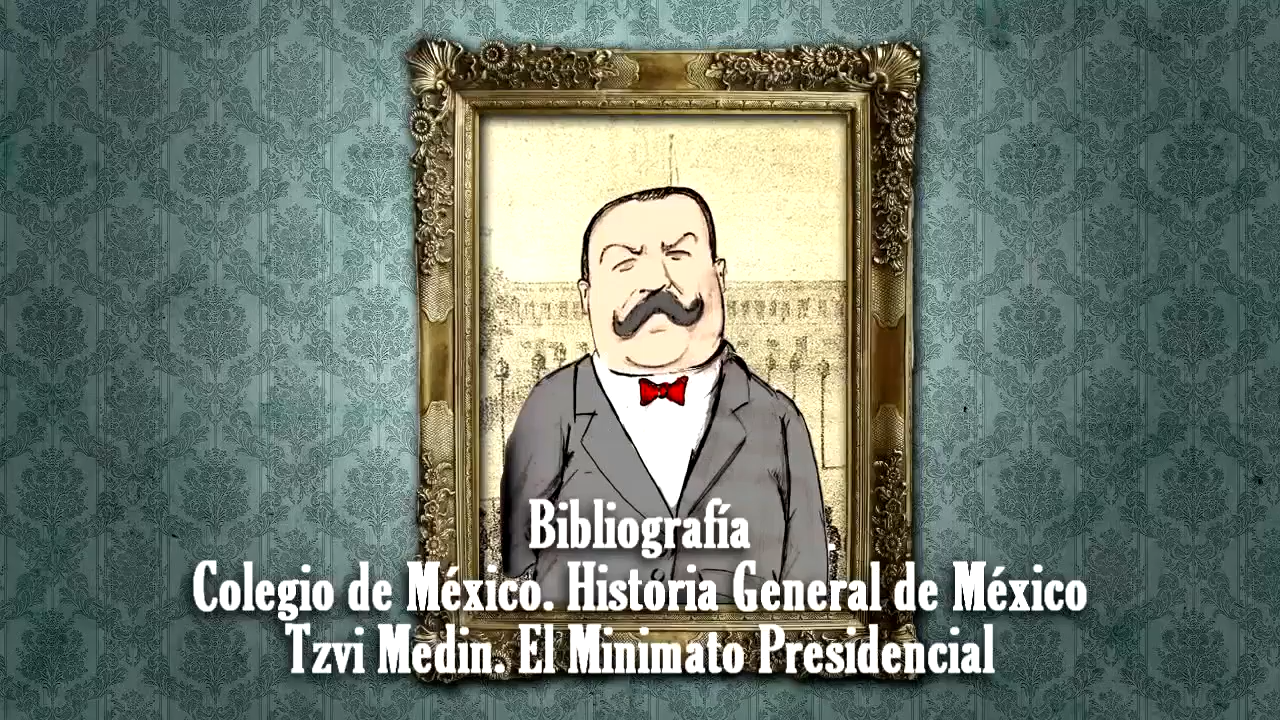 Bibliografía
Colegio de México. Historia General de México
Tzvi Medin. El Minimato Presidencial